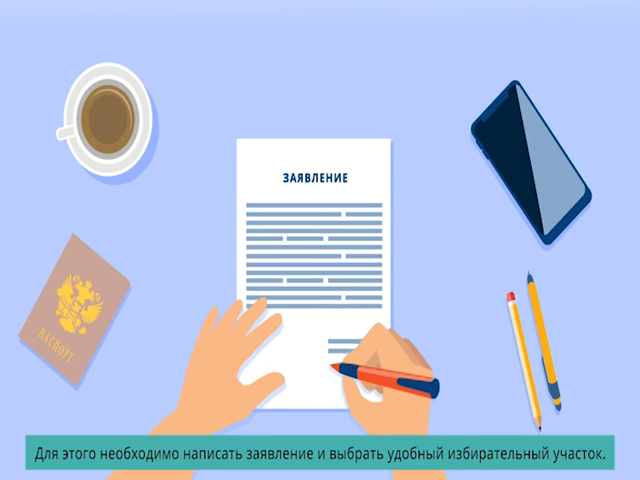 ЗАЯВЛЕНИЕ
ПАСПОРТ
Для этого необходимо написать заявление и выбрать удобный избирательный участок.